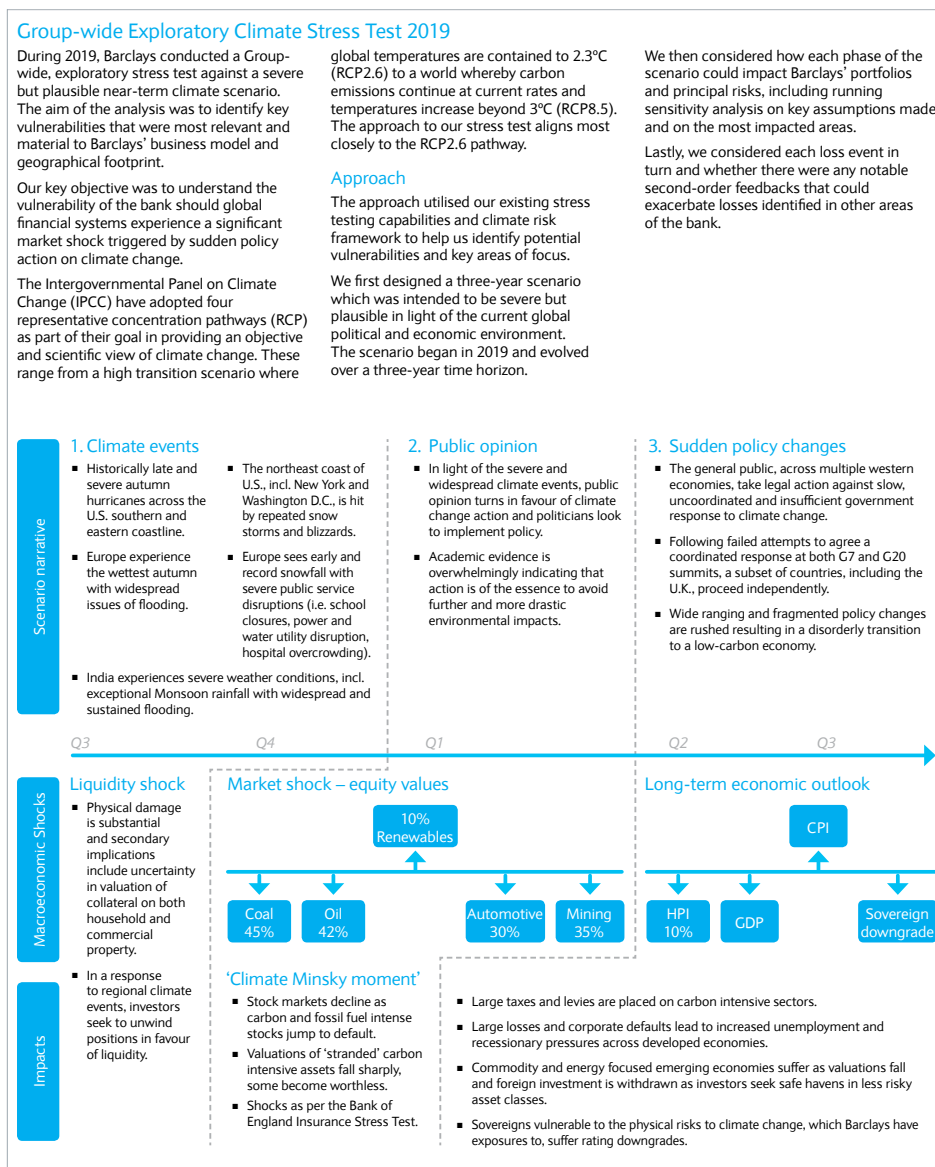 Group-wide Exploratory Climate Stress Test 2019
During 2019, Barclays conducted a Group-
wide, exploratory stress test against a severe
but plausible near-term climate scenario.
The aim of the analysis was to identify key
vulnerabilities that were most relevant and
material to Barclays' business model and
geographical footprint.
Our key objective was to understand the
vulnerability of the bank should global
financial systems experience a significant
market shock triggered by sudden policy
action on climate change.
The Intergovernmental Panel on Climate
Change (IPCC) have adopted four
representative concentration pathways (RCP)
as part of their goal in providing an objective
and scientific view of climate change. These
range from a high transition scenario where
global temperatures are contained to 2.3ºC
(RCP2.6) to a world whereby carbon
emissions continue at current rates and
temperatures increase beyond 3ºC (RCP8.5).
The approach to our stress test aligns most
closely to the RCP2.6 pathway.
Approach
The approach utilised our existing stress
testing capabilities and climate risk
framework to help us identify potential
vulnerabilities and key areas of focus.
We first designed a three-year scenario
which was intended to be severe but
plausible in light of the current global
political and economic environment.
The scenario began in 2019 and evolved
over a three-year time horizon.
We then considered how each phase of the
scenario could impact Barclays' portfolios
and principal risks, including running
sensitivity analysis on key assumptions made
and on the most impacted areas.
Lastly, we considered each loss event in
turn and whether there were any notable
second-order feedbacks that could
exacerbate losses identified in other areas
of the bank.
Scenario narrative
1. Climate events
▪ Historically late and
severe autumn
hurricanes across the
U.S. southern and
eastern coastline.
▪ Europe experience
the wettest autumn
with widespread
issues of flooding.
▪ The northeast coast of
U.S., incl. New York and
Washington D.C., is hit
by repeated snow
storms and blizzards.
▪ Europe sees early and
record snowfall with
severe public service
disruptions (i.e. school
closures, power and
water utility disruption,
hospital overcrowding).
▪ India experiences severe weather conditions, incl.
exceptional Monsoon rainfall with widespread and
sustained flooding.
2. Public opinion
▪ In light of the severe and
widespread climate events, public
opinion turns in favour of climate
change action and politicians look
to implement policy.
▪ Academic evidence is
overwhelmingly indicating that
action is of the essence to avoid
further and more drastic
environmental impacts.
3. Sudden policy changes
▪ The general public, across multiple western
economies, take legal action against slow,
uncoordinated and insufficient government
response to climate change.
▪ Following failed attempts to agree a
coordinated response at both G7 and G20
summits, a subset of countries, including the
U.K., proceed independently.
▪ Wide ranging and fragmented policy changes
are rushed resulting in a disorderly transition
to a low-carbon economy.
Q3 Q4 Q1 Q2 Q3
Macroeconomic Shocks
Impacts
Liquidity shock
▪ Physical damage
is substantial
and secondary
implications
include uncertainty
in valuation of
collateral on both
household and
commercial
property.
▪ In a response
to regional climate
events, investors
seek to unwind
positions in favour
of liquidity.
Market shock – equity values
10%
Renewables
Coal
45%
Oil
42%
Automotive
30%
Mining
35%
Long-term economic outlook
CPI
HPI
10%
GDP
Sovereign
downgrade
'Climate Minsky moment'
▪ Stock markets decline as
carbon and fossil fuel intense
stocks jump to default.
▪ Valuations of 'stranded' carbon
intensive assets fall sharply,
some become worthless.
▪ Shocks as per the Bank of
England Insurance Stress Test.
▪ Large taxes and levies are placed on carbon intensive sectors.
▪ Large losses and corporate defaults lead to increased unemployment and
recessionary pressures across developed economies.
▪ Commodity and energy focused emerging economies suffer as valuations fall
and foreign investment is withdrawn as investors seek safe havens in less risky
asset classes.
▪ Sovereigns vulnerable to the physical risks to climate change, which Barclays have
exposures to, suffer rating downgrades.